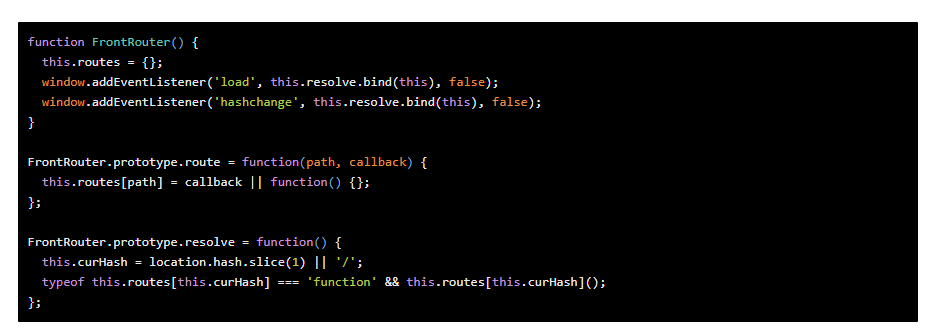 function FrontRouter() {
  this.routes = {};
  window.addEventListener('load', this.resolve.bind(this), false);
  window.addEventListener('hashchange', this.resolve.bind(this), false);
}

FrontRouter.prototype.route = function(path, callback) {
  this.routes[path] = callback || function() {};
};

FrontRouter.prototype.resolve = function() {
  this.curHash = location.hash.slice(1) || '/';
  typeof this.routes[this.curHash] === 'function' && this.routes[this.curHash]();
};